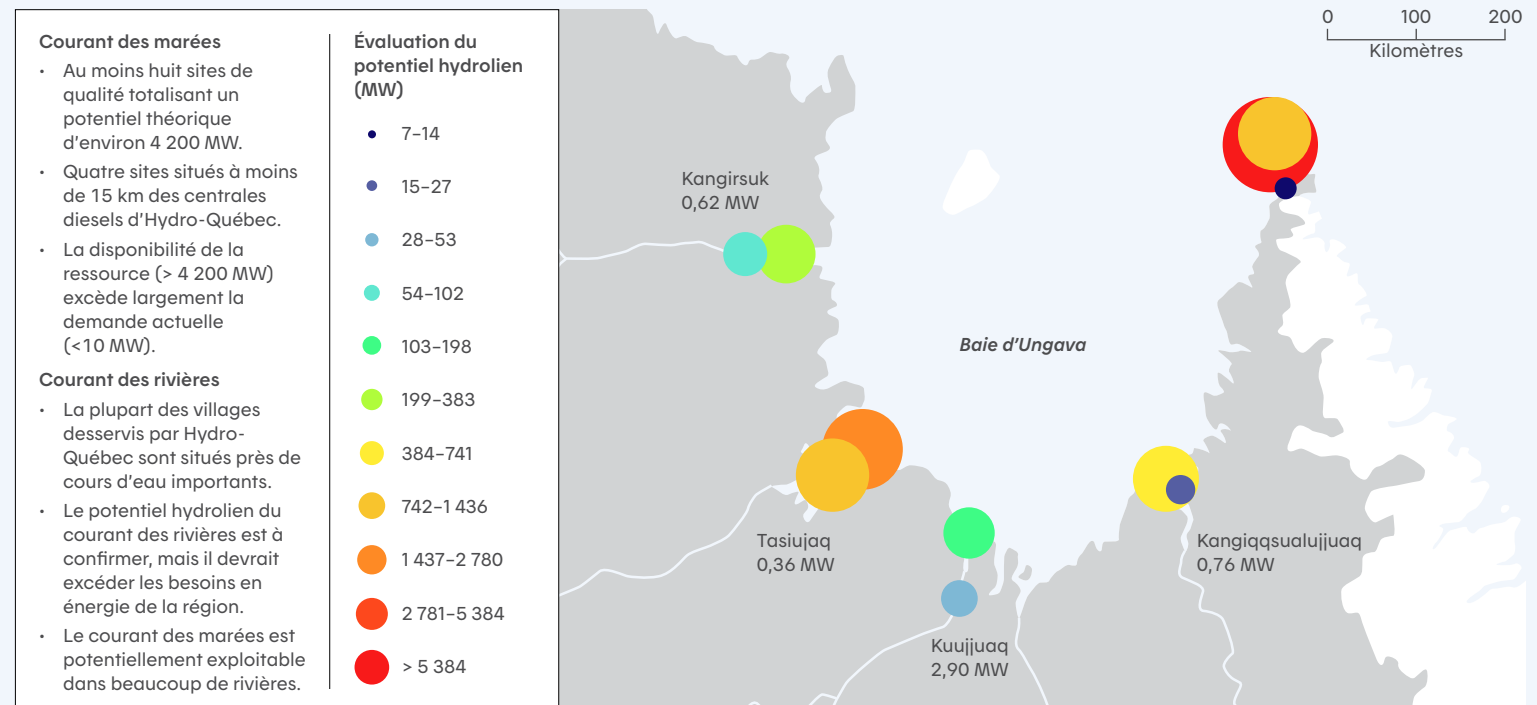 Courant des marées
• Au moins huit sites de
qualité totalisant un
potentiel théorique
d'environ 4 200 MW.
• Quatre sites situés à moins
de 15 km des centrales
diesels d'Hydro-Québec.
• La disponibilité de la
ressource (> 4 200 MW)
excède largement la
demande actuelle
(<10 MW).
Courant des rivières
• La plupart des villages
desservis par Hydro-
Québec sont situés près de
cours d'eau importants.
• Le potentiel hydrolien du
courant des rivières est à
confirmer, mais il devrait
excéder les besoins en
énergie de la région.
• Le courant des marées est
potentiellement exploitable
dans beaucoup de rivières.
Évaluation du
potentiel hydrolien
(MW)
7–14
15–27
28–53
54–102
103–198
199–383
384–741
742–1 436
1 437–2 780
2 781–5 384
> 5 384
0 100 200
Kilomètres
Kangirsuk
0,62 MW
Baie d'Ungava
Tasiujaq
0,36 MW
Kangiqqsualujjuaq
0,76 MW
Kuujjuaq
2,90 MW